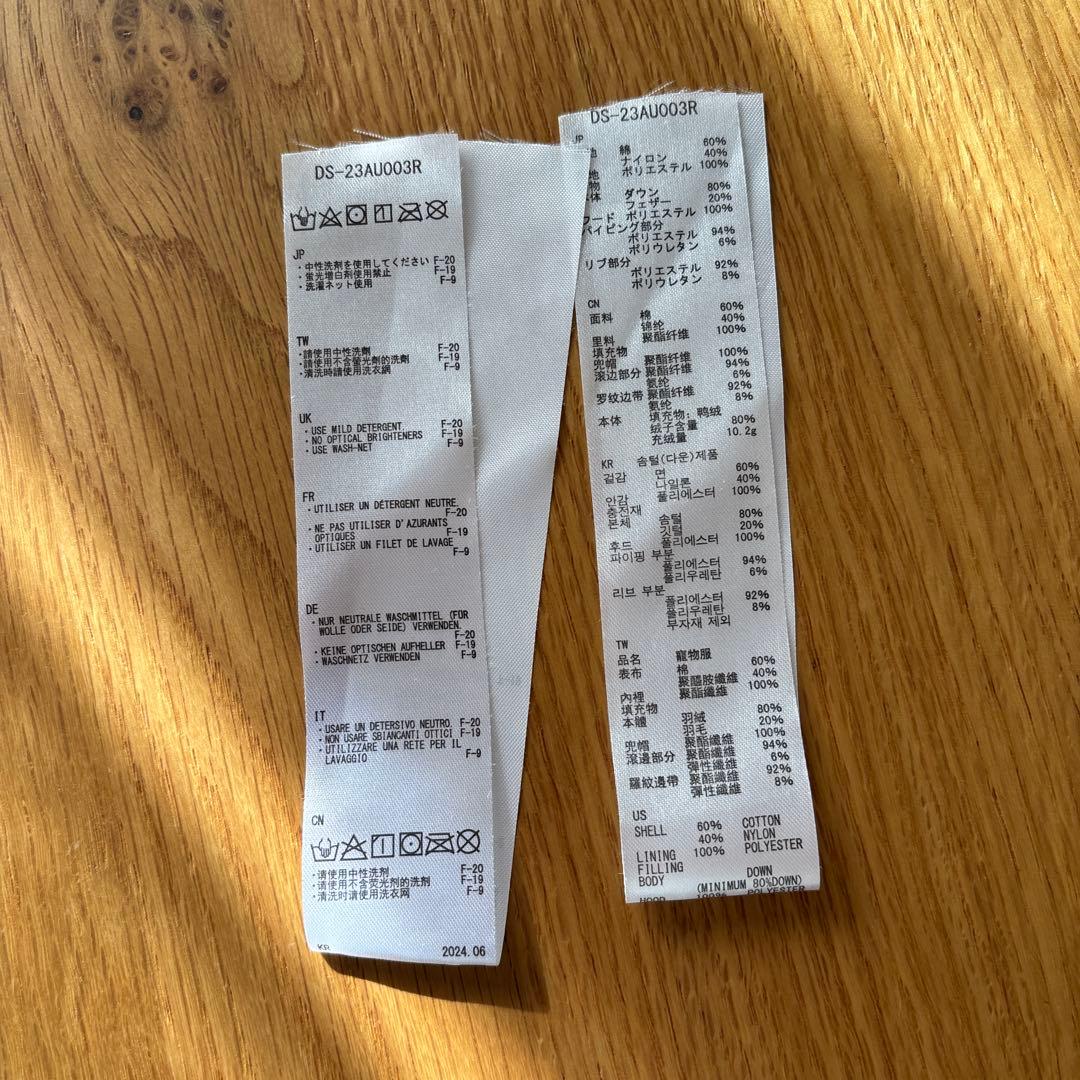 DS-23AU003R
JP
・中性洗剤を使用してください F-20
・蛍光増白剤使用禁止 F-19
・洗濯ネット使用 F-9
TW
・請使用中性洗劑 F-20
・請使用不含螢光劑的洗劑 F-19
・清洗時請使用洗衣網 F-9
UK
・USE MILD DETERGENT F-20
・NO OPTICAL BRIGHTENERS F-19
・USE WASH-NET F-9
FR
・UTILISER UN DÉTERGENT NEUTRE.
F-20
・NE PAS UTILISER D'AZURANTS
OPTIQUES F-19
・UTILISER UN FILET DE LAVAGE
F-9
DE
・NUR NEUTRALE WASCHMITTEL (FÜR
WOLLE ODER SEIDE) VERWENDEN.
F-20
・KEINE OPTISCHEN AUFHELLER F-19
・WASCHNETZ VERWENDEN F-9
IT
・USARE UN DETERSIVO NEUTRO. F-20
・NON USARE SBIANCANTI OTTICI F-19
・UTILIZZARE UNA RETE PER IL
LAVAGGIO F-9
CN
・请使用中性洗剂 F-20
・请使用不含荧光剂的洗剂 F-19
・清洗时请使用洗衣网 F-9
KR 2024.06
DS-23AU003R
JP
地 綿 60%
ナイロン 40%
地 ポリエステル 100%
物
体 ダウン 80%
フェザー 20%
フード ポリエステル 100%
パイピング部分
ポリエステル 94%
ポリウレタン 6%
リブ部分
ポリエステル 92%
ポリウレタン 8%
CN
面料 棉 60%
锦纶 40%
里料 聚酯纤维 100%
填充物
兜帽 聚酯纤维 100%
滚边部分 聚酯纤维 94%
氨纶 6%
罗纹边带 聚酯纤维 92%
氨纶 8%
本体 填充物：鸭绒
绒子含量 80%
充绒量 10.2g
KR 솜털(다운)제품
겉감 면 60%
나일론 40%
안감 폴리에스터 100%
충전재
본체 솜털 80%
깃털 20%
후드 폴리에스터 100%
파이핑 부분
폴리에스터 94%
폴리우레탄 6%
리브 부분
폴리에스터 92%
폴리우레탄 8%
부자재 제외
TW
品名 寵物服
表布 棉 60%
聚醯胺纖維 40%
內裡 聚酯纖維 100%
填充物
本體 羽絨 80%
羽毛 20%
兜帽 聚酯纖維 100%
滾邊部分 聚酯纖維 94%
彈性纖維 6%
羅紋邊帶 聚酯纖維 92%
彈性纖維 8%
US
SHELL 60% COTTON
40% NYLON
LINING 100% POLYESTER
FILLING
BODY DOWN
(MINIMUM 80%DOWN)
HOOD 100% POLYESTER